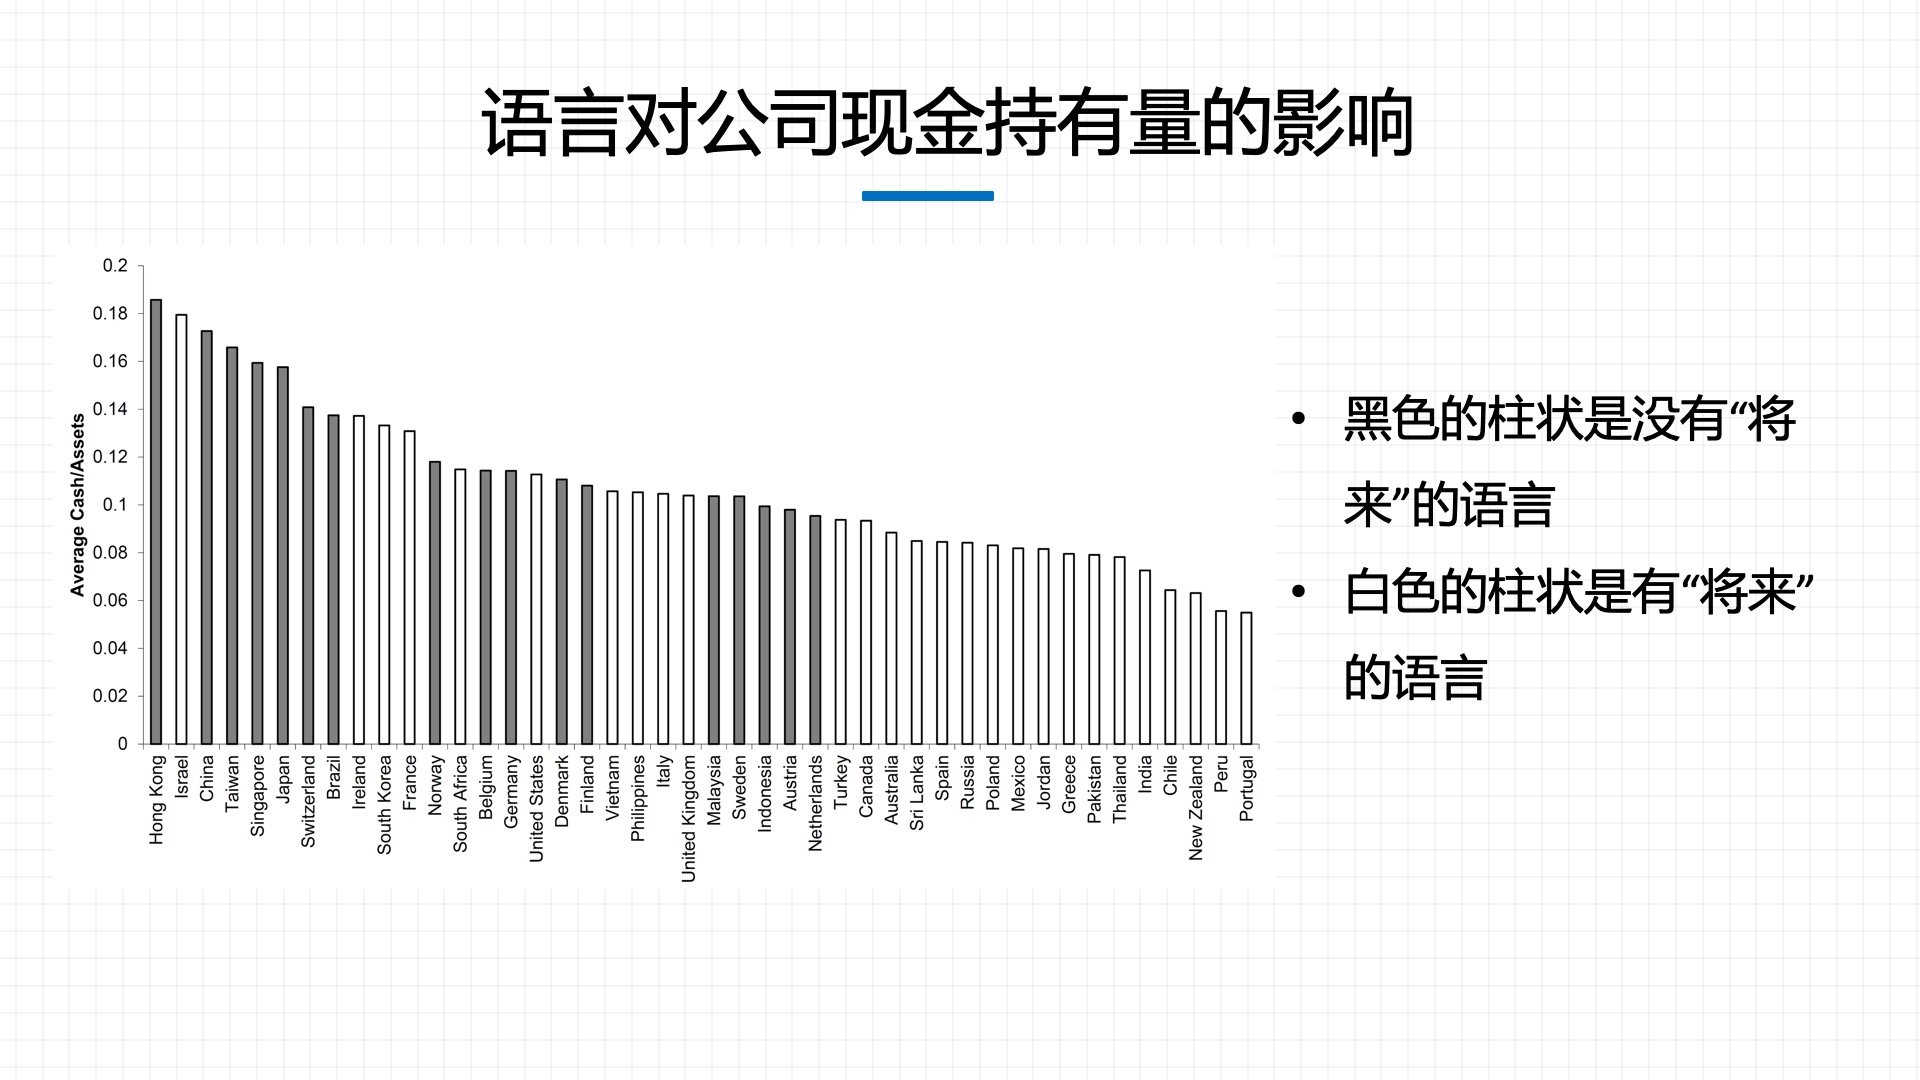 语言对公司现金持有量的影响
0.2
0.18
0.16
0.14
0.12
0.1
0.08
0.06
0.04
0.02
0
Average Cash/Assets
Hong Kong
Israel
China
Taiwan
Singapore
Japan
Switzerland
Brazil
Ireland
South Korea
France
Norway
South Africa
Belgium
Germany
United States
Denmark
Finland
Vietnam
Philippines
Italy
United Kingdom
Malaysia
Sweden
Indonesia
Austria
Netherlands
Turkey
Canada
Australia
Sri Lanka
Spain
Russia
Poland
Mexico
Jordan
Greece
Pakistan
Thailand
India
Chile
New Zealand
Peru
Portugal
• 黑色的柱状是没有“将
来”的语言
• 白色的柱状是有“将来”
的语言